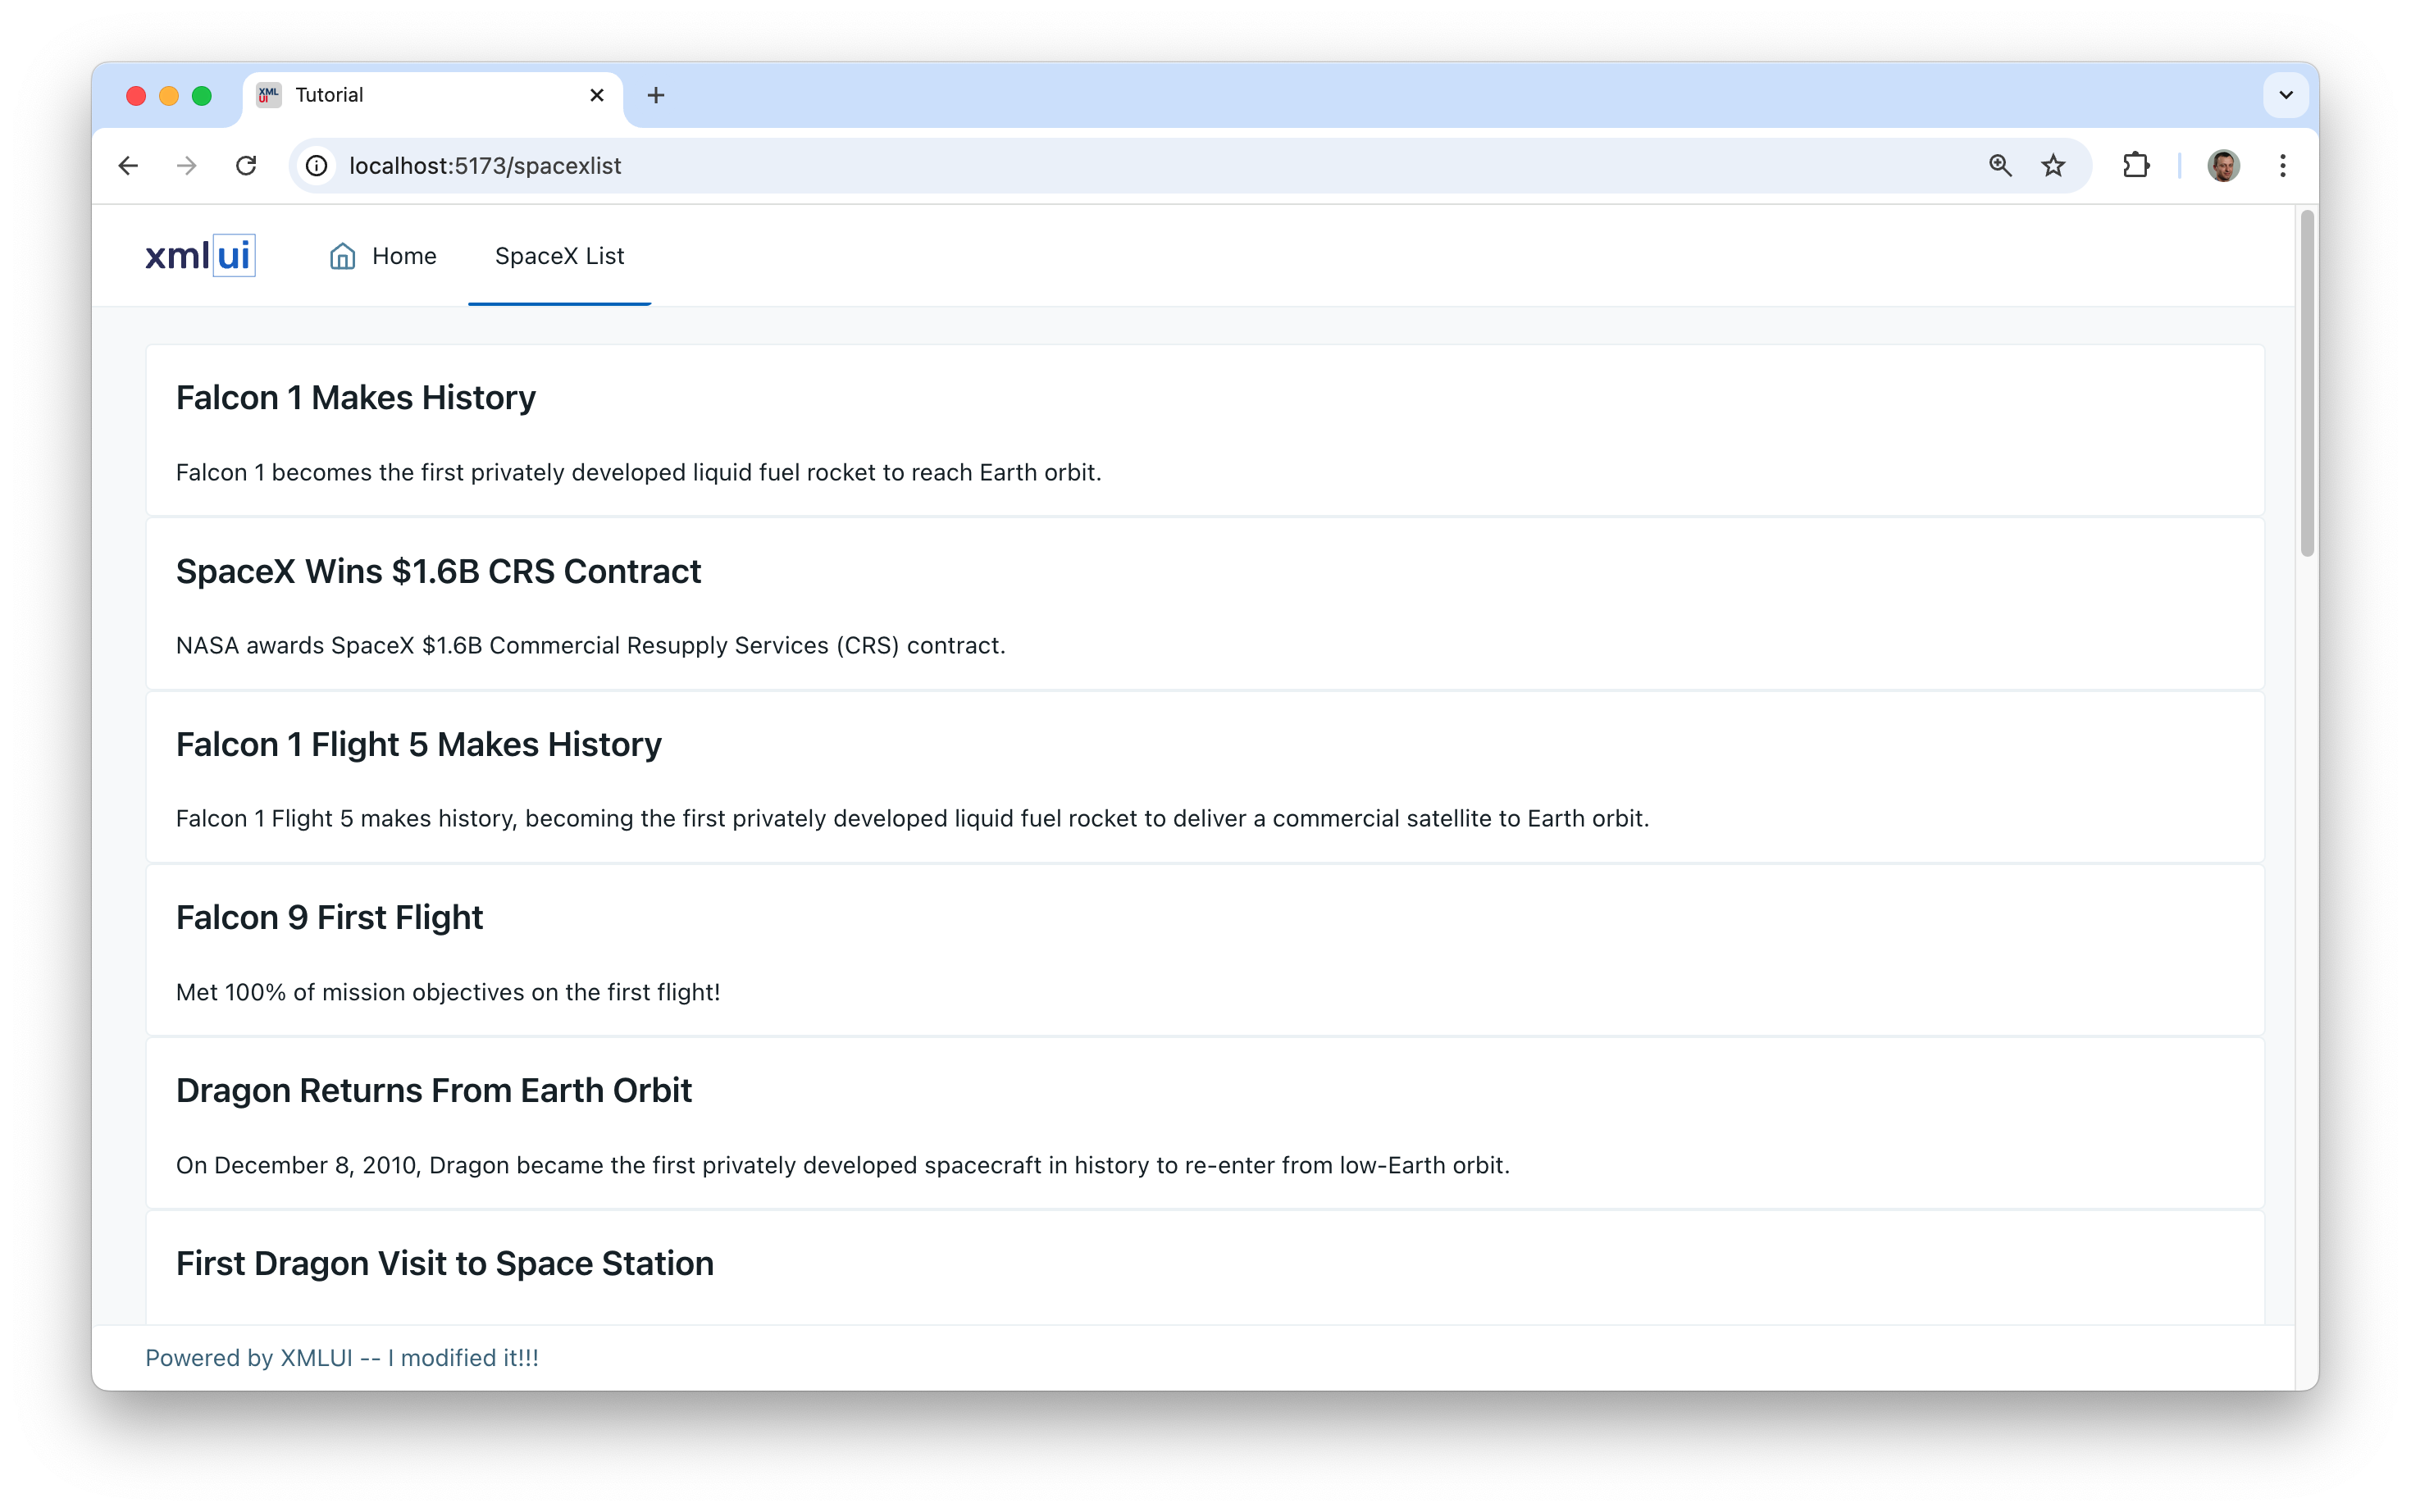 XML
UI
Tutorial
localhost:5173/spacexlist
xmlui
Home
SpaceX List
Falcon 1 Makes History
Falcon 1 becomes the first privately developed liquid fuel rocket to reach Earth orbit.
SpaceX Wins $1.6B CRS Contract
NASA awards SpaceX $1.6B Commercial Resupply Services (CRS) contract.
Falcon 1 Flight 5 Makes History
Falcon 1 Flight 5 makes history, becoming the first privately developed liquid fuel rocket to deliver a commercial satellite to Earth orbit.
Falcon 9 First Flight
Met 100% of mission objectives on the first flight!
Dragon Returns From Earth Orbit
On December 8, 2010, Dragon became the first privately developed spacecraft in history to re-enter from low-Earth orbit.
First Dragon Visit to Space Station
Powered by XMLUI -- I modified it!!!